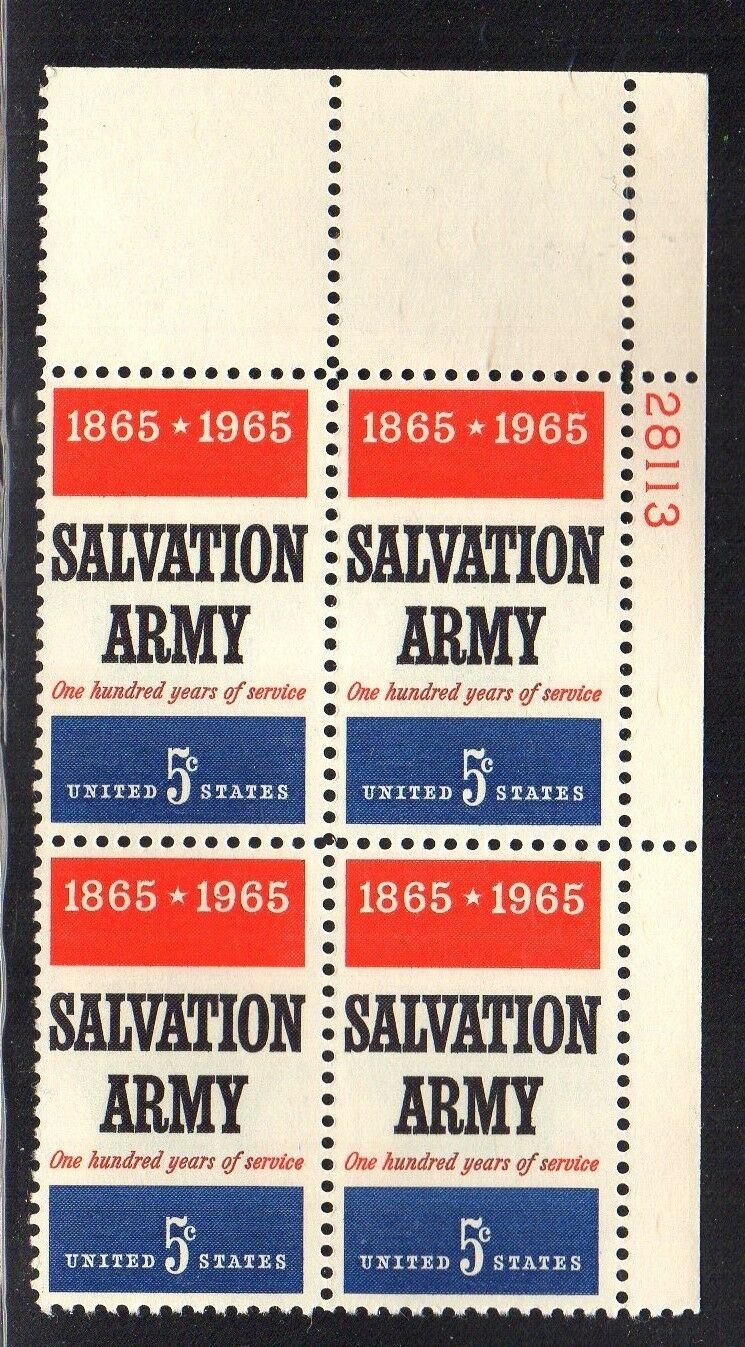 1865 ★ 1965
SALVATION
ARMY
One hundred years of service
UNITED 5c STATES
1865 ★ 1965
SALVATION
ARMY
One hundred years of service
UNITED 5c STATES
28113
1865 ★ 1965
SALVATION
ARMY
One hundred years of service
UNITED 5c STATES
1865 ★ 1965
SALVATION
ARMY
One hundred years of service
UNITED 5c STATES